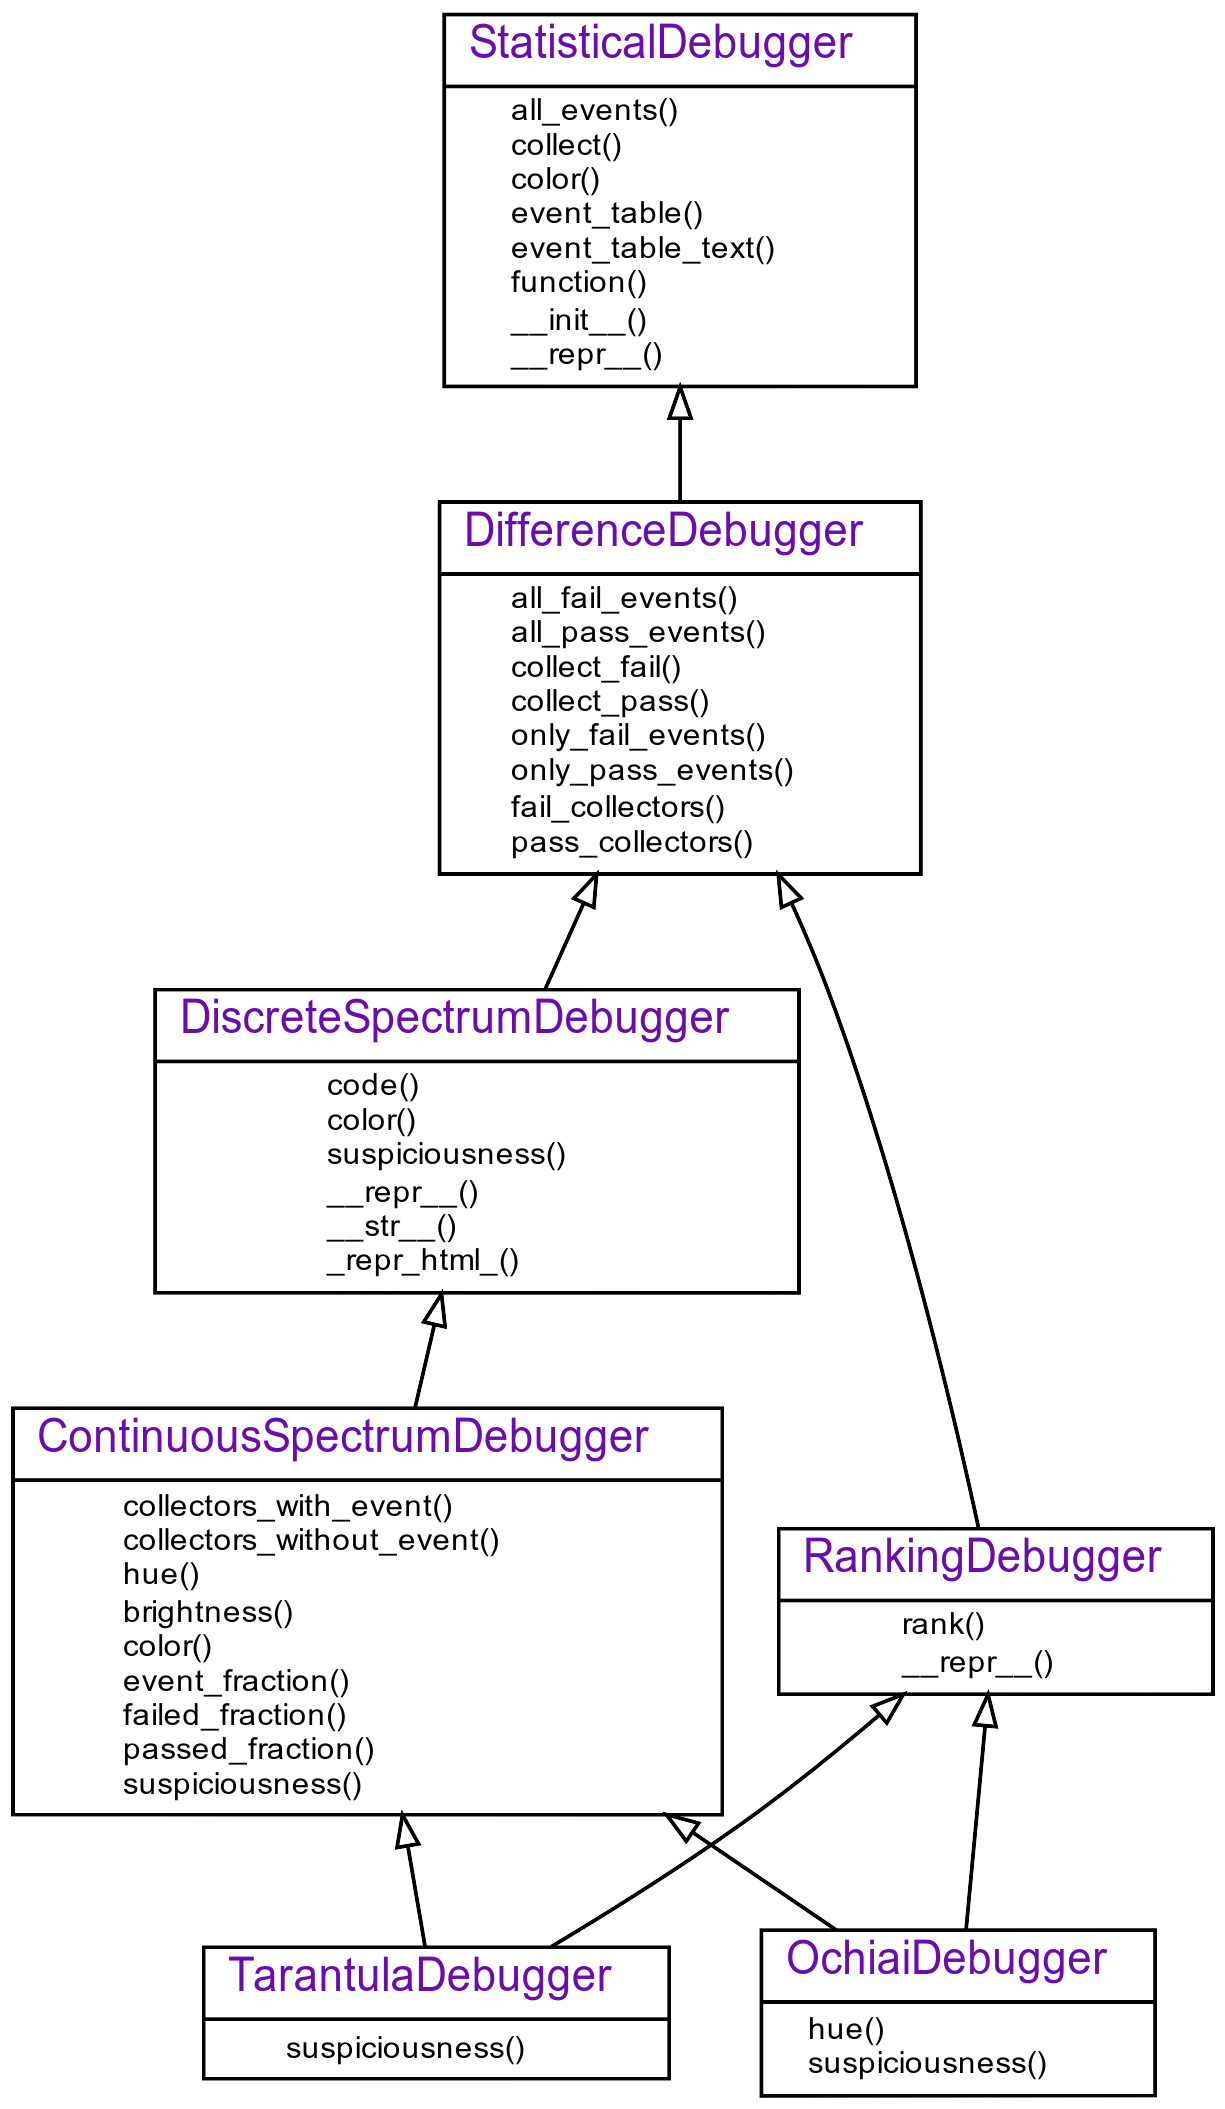 StatisticalDebugger
all_events()
collect()
color()
event_table()
event_table_text()
function()
__init__()
__repr__()
DifferenceDebugger
all_fail_events()
all_pass_events()
collect_fail()
collect_pass()
only_fail_events()
only_pass_events()
fail_collectors()
pass_collectors()
DiscreteSpectrumDebugger
code()
color()
suspiciousness()
__repr__()
__str__()
_repr_html_()
ContinuousSpectrumDebugger
collectors_with_event()
collectors_without_event()
hue()
brightness()
color()
event_fraction()
failed_fraction()
passed_fraction()
suspiciousness()
RankingDebugger
rank()
__repr__()
TarantulaDebugger
suspiciousness()
OchiaiDebugger
hue()
suspiciousness()